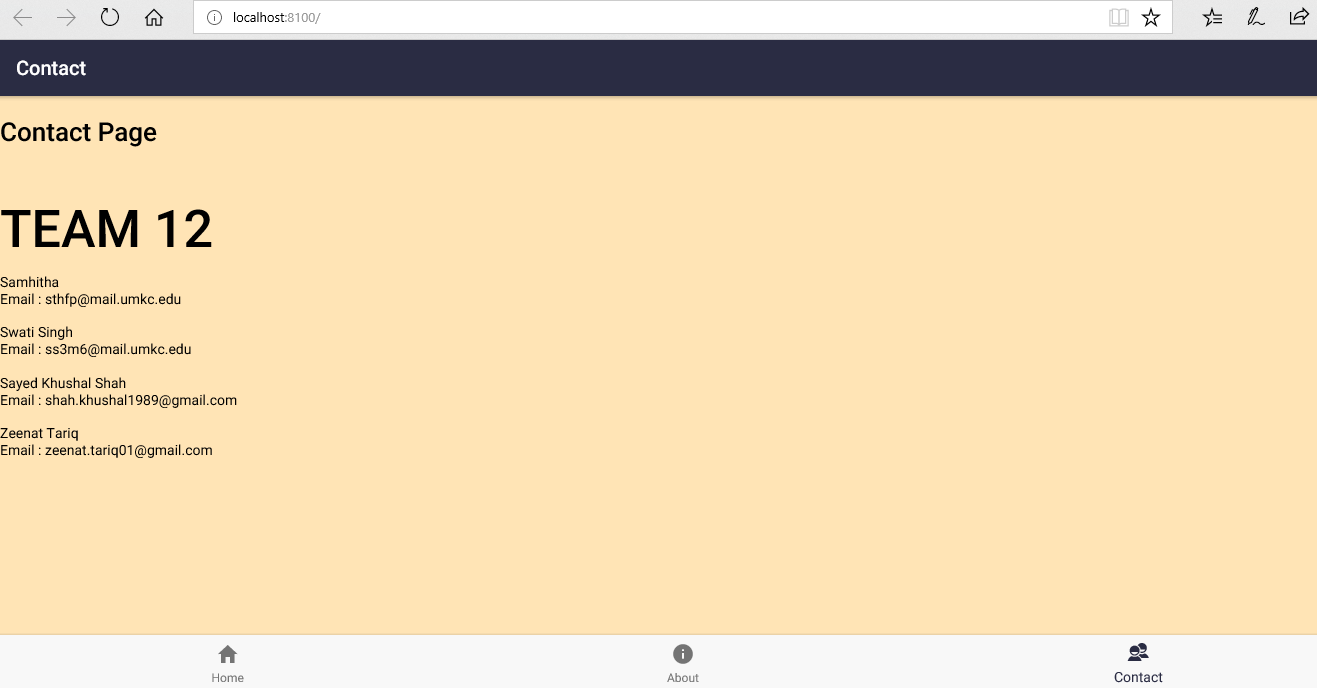 localhost:8100/
Contact
Contact Page
TEAM 12
Samhitha
Email : sthfp@mail.umkc.edu
Swati Singh
Email : ss3m6@mail.umkc.edu
Sayed Khushal Shah
Email : shah.khushal1989@gmail.com
Zeenat Tariq
Email : zeenat.tariq01@gmail.com
Home
About
Contact